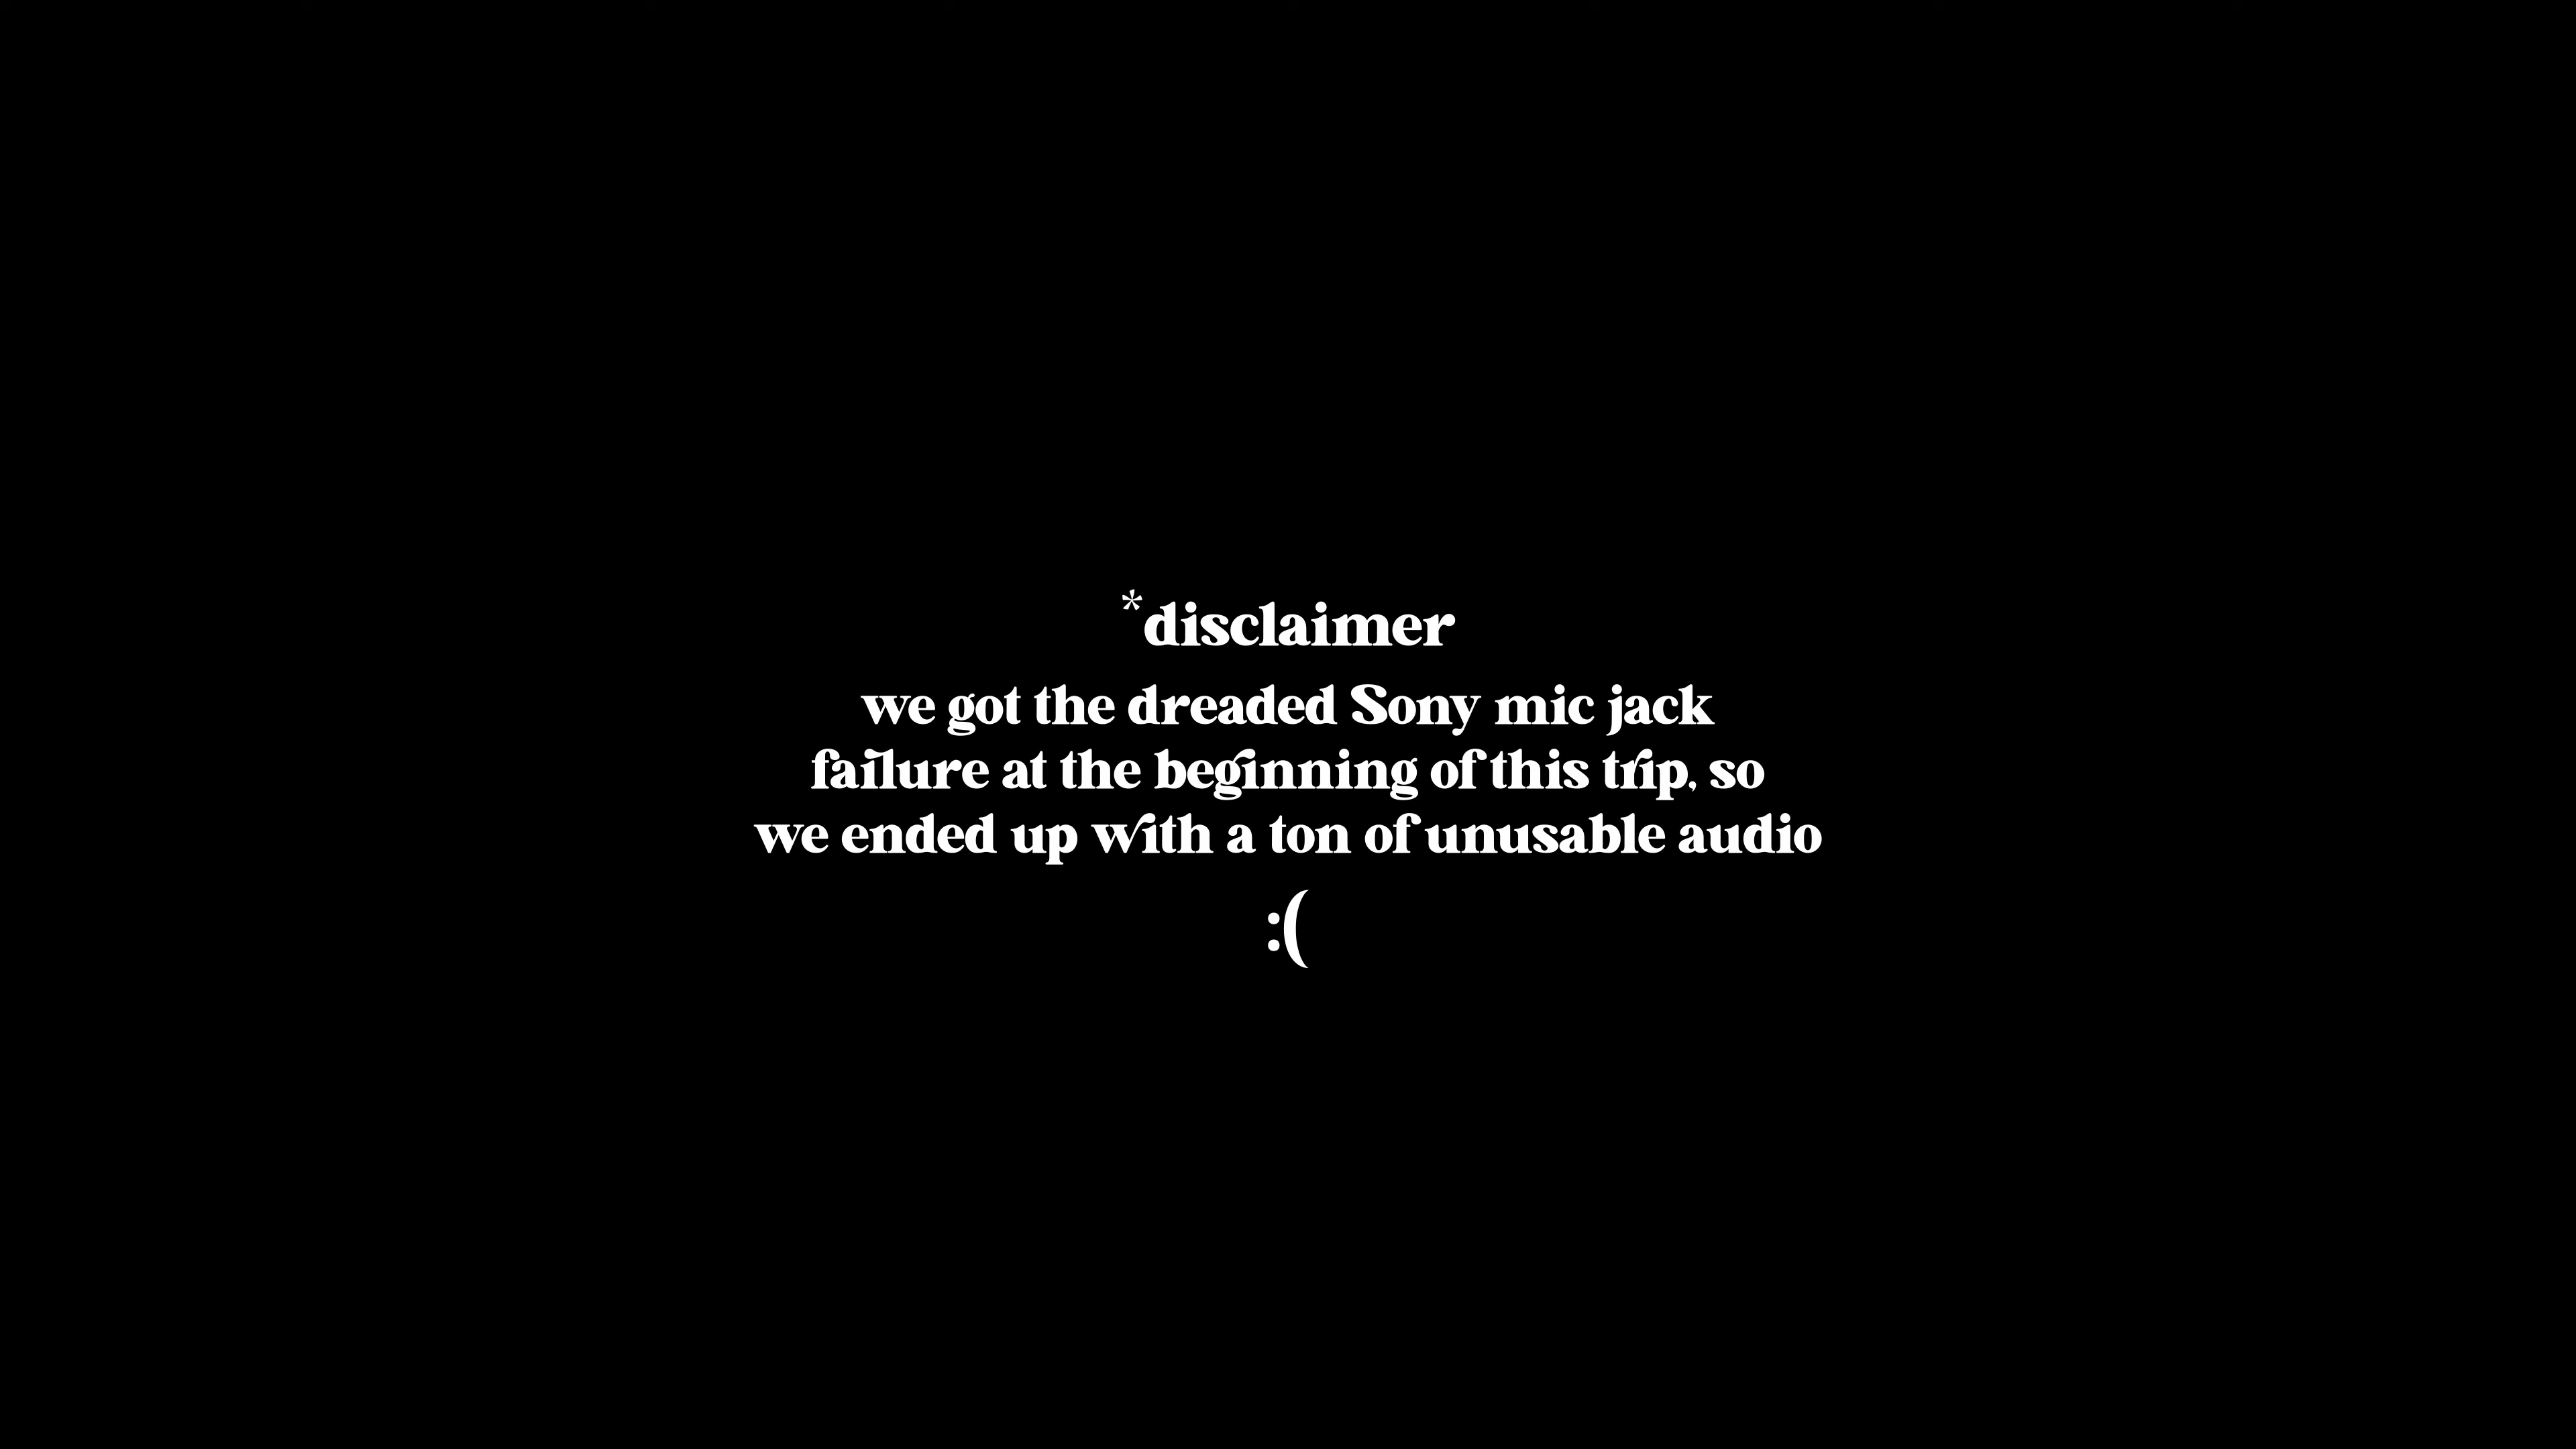 *disclaimer
we got the dreaded Sony mic jack
failure at the beginning of this trip, so
we ended up with a ton of unusable audio
:(